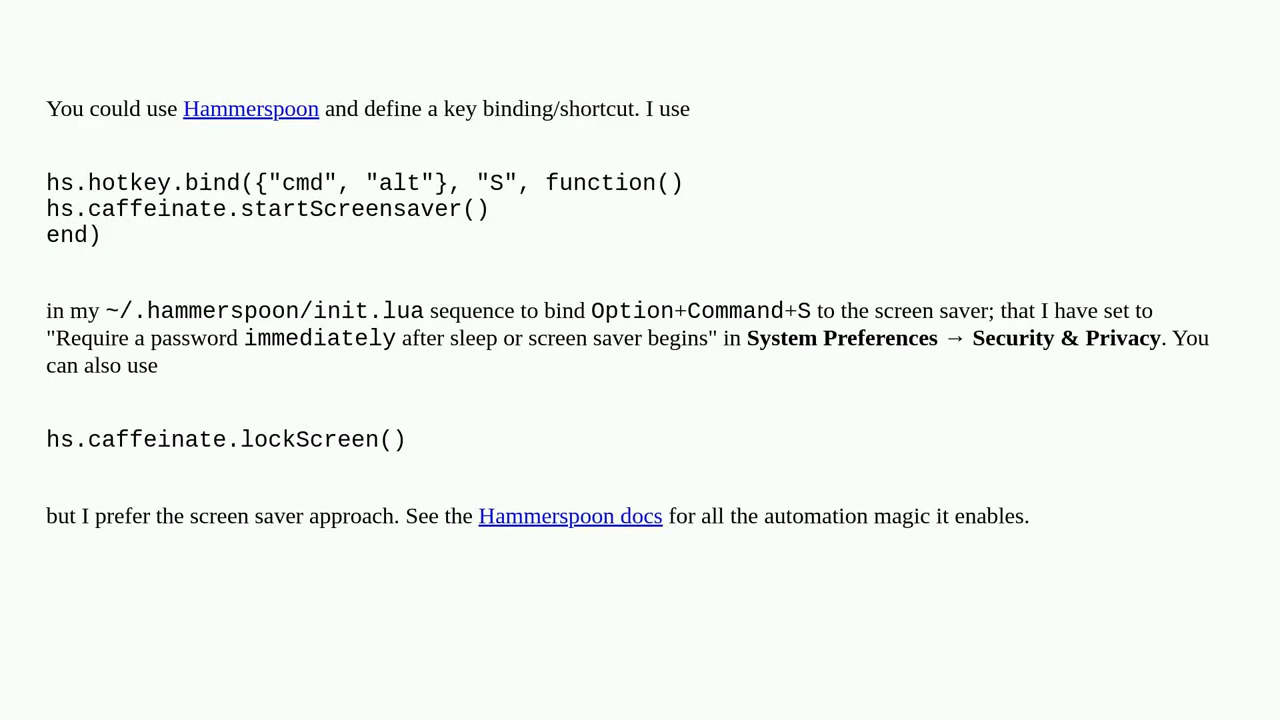 You could use Hammerspoon and define a key binding/shortcut. I use
hs.hotkey.bind({"cmd", "alt"}, "S", function()
hs.caffeinate.startScreensaver()
end)
in my ~/.hammerspoon/init.lua sequence to bind Option+Command+S to the screen saver; that I have set to
"Require a password immediately after sleep or screen saver begins" in System Preferences → Security & Privacy. You
can also use
hs.caffeinate.lockScreen()
but I prefer the screen saver approach. See the Hammerspoon docs for all the automation magic it enables.